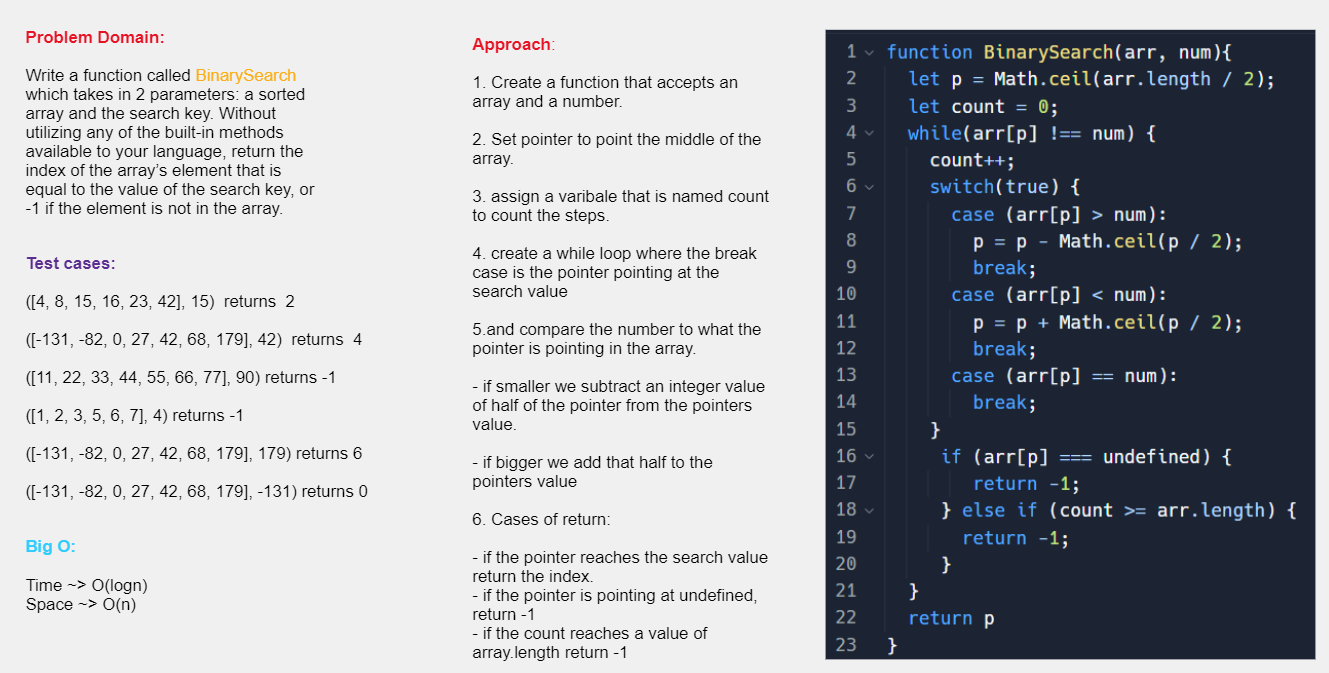 Problem Domain:
Write a function called BinarySearch
which takes in 2 parameters: a sorted
array and the search key. Without
utilizing any of the built-in methods
available to your language, return the
index of the array’s element that is
equal to the value of the search key, or
-1 if the element is not in the array.
Test cases:
([4, 8, 15, 16, 23, 42], 15)  returns  2
([-131, -82, 0, 27, 42, 68, 179], 42)  returns  4
([11, 22, 33, 44, 55, 66, 77], 90) returns -1
([1, 2, 3, 5, 6, 7], 4) returns -1
([-131, -82, 0, 27, 42, 68, 179], 179) returns 6
([-131, -82, 0, 27, 42, 68, 179], -131) returns 0
Big O:
Time ~> O(logn)
Space ~> O(n)
Approach:
1. Create a function that accepts an
array and a number.
2. Set pointer to point the middle of the
array.
3. assign a varibale that is named count
to count the steps.
4. create a while loop where the break
case is the pointer pointing at the
search value
5.and compare the number to what the
pointer is pointing in the array.
- if smaller we subtract an integer value
of half of the pointer from the pointers
value.
- if bigger we add that half to the
pointers value
6. Cases of return:
- if the pointer reaches the search value
return the index.
- if the pointer is pointing at undefined,
return -1
- if the count reaches a value of
array.length return -1
1 function BinarySearch(arr, num){
2 let p = Math.ceil(arr.length / 2);
3 let count = 0;
4 while(arr[p] !== num) {
5 count++;
6 switch(true) {
7 case (arr[p] > num):
8 p = p - Math.ceil(p / 2);
9 break;
10 case (arr[p] < num):
11 p = p + Math.ceil(p / 2);
12 break;
13 case (arr[p] == num):
14 break;
15 }
16 if (arr[p] === undefined) {
17 return -1;
18 } else if (count >= arr.length) {
19 return -1;
20 }
21 }
22 return p
23 }